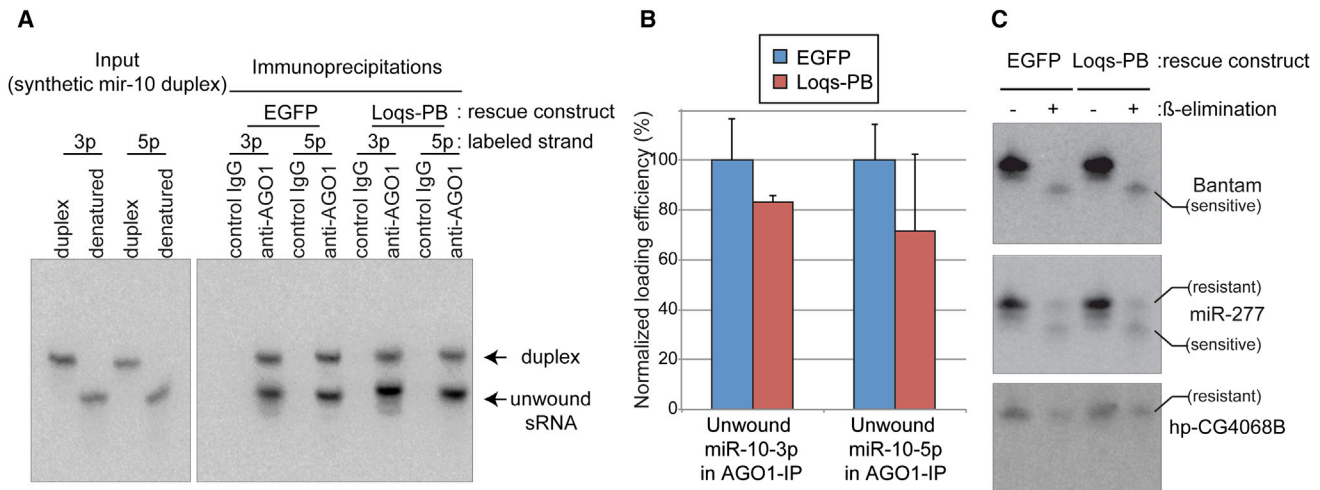 A
Input
(synthetic mir-10 duplex)
3p
5p
duplex
denatured
duplex
denatured
Immunoprecipitations
EGFP
Loqs-PB
: rescue construct
3p
5p
3p
5p
: labeled strand
control IgG
anti-AGO1
control IgG
anti-AGO1
control IgG
anti-AGO1
control IgG
anti-AGO1
duplex
unwound
sRNA
B
EGFP
Loqs-PB
Normalized loading efficiency (%)
100
80
60
40
20
0
Unwound
miR-10-3p
in AGO1-IP
Unwound
miR-10-5p
in AGO1-IP
C
EGFP
Loqs-PB
:rescue construct
-
+
-
+
:ß-elimination
Bantam
(sensitive)
(resistant)
miR-277
(sensitive)
(resistant)
hp-CG4068B